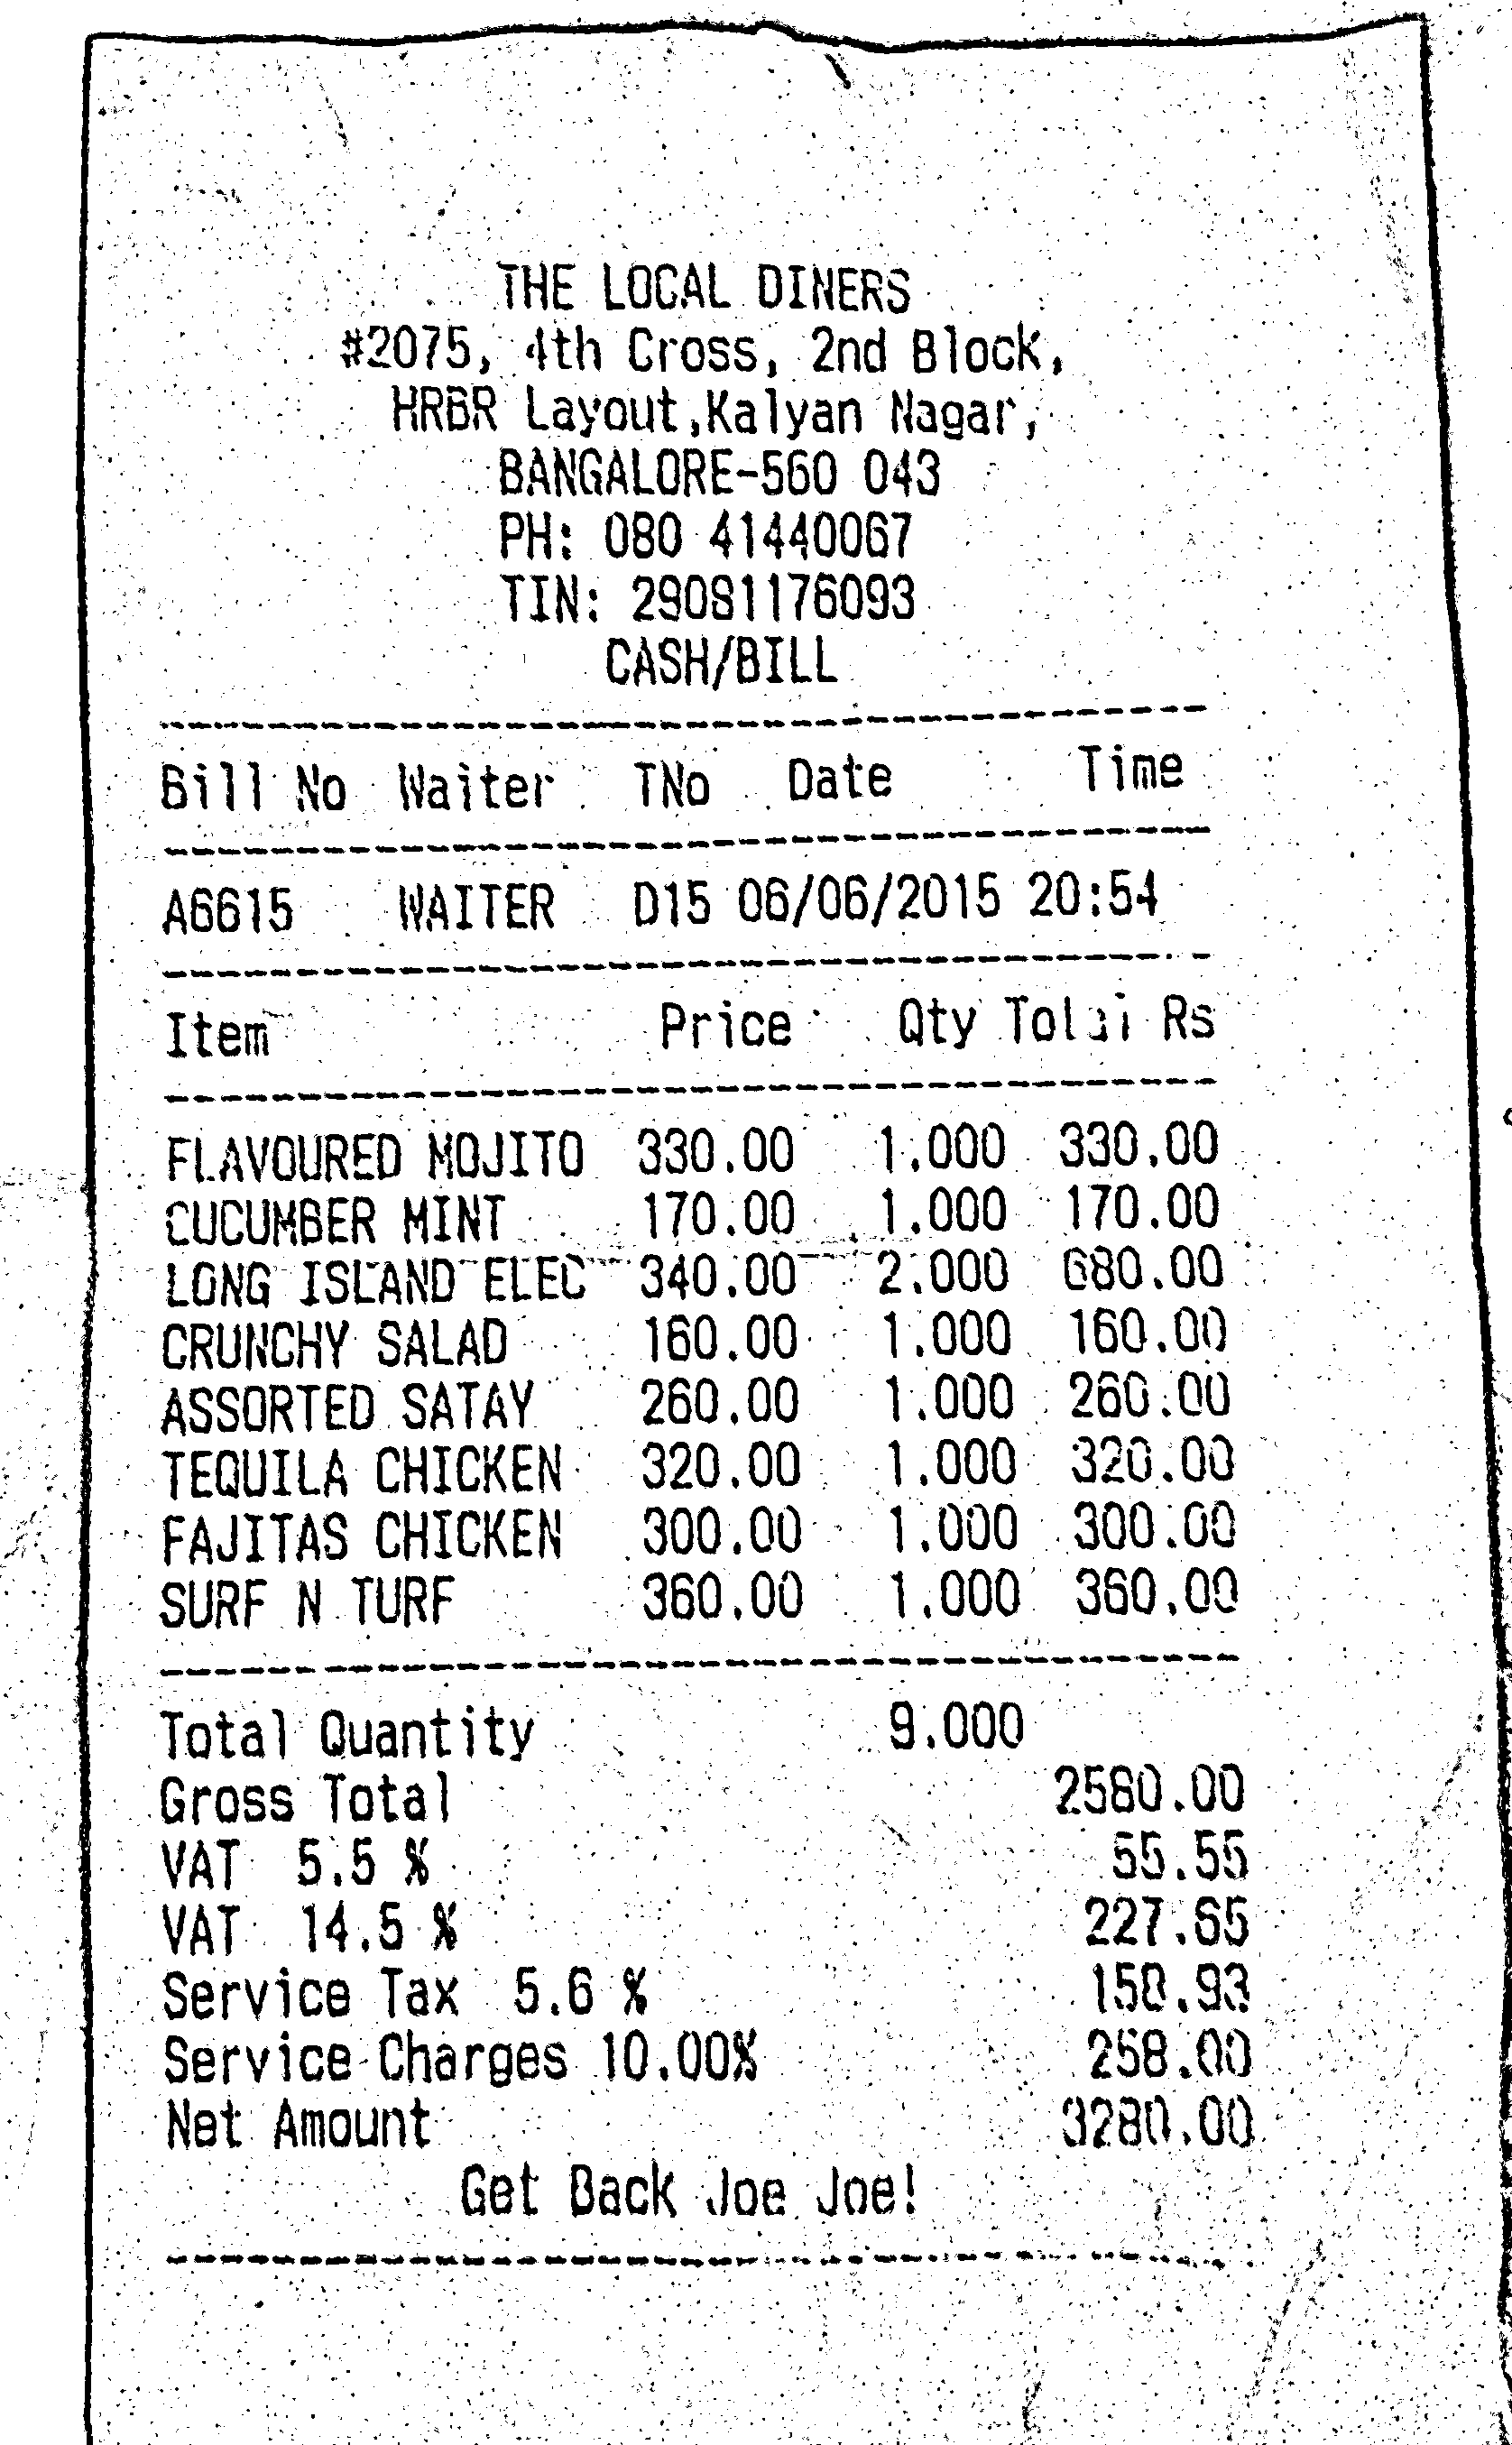 THE LOCAL DINERS
#2075, 4th Cross, 2nd Block,
HRBR Layout,Kalyan Nagar,
BANGALORE-560 043
PH: 080 41440067
TIN: 29081176093
CASH/BILL
Bill No Waiter TNo Date Time
A6615 WAITER D15 06/06/2015 20:54
Item Price Qty Total Rs
FLAVOURED MOJITO 330.00 1.000 330.00
CUCUMBER MINT 170.00 1.000 170.00
LONG ISLAND ELEC 340.00 2.000 680.00
CRUNCHY SALAD 160.00 1.000 160.00
ASSORTED SATAY 260.00 1.000 260.00
TEQUILA CHICKEN 320.00 1.000 320.00
FAJITAS CHICKEN 300.00 1.000 300.00
SURF N TURF 360.00 1.000 360.00
Total Quantity 9.000
Gross Total 2580.00
VAT 5.5 % 55.55
VAT 14.5 % 227.65
Service Tax 5.6 % 158.93
Service Charges 10.00% 258.00
Net Amount 3280.00
Get Back Joe Joe!